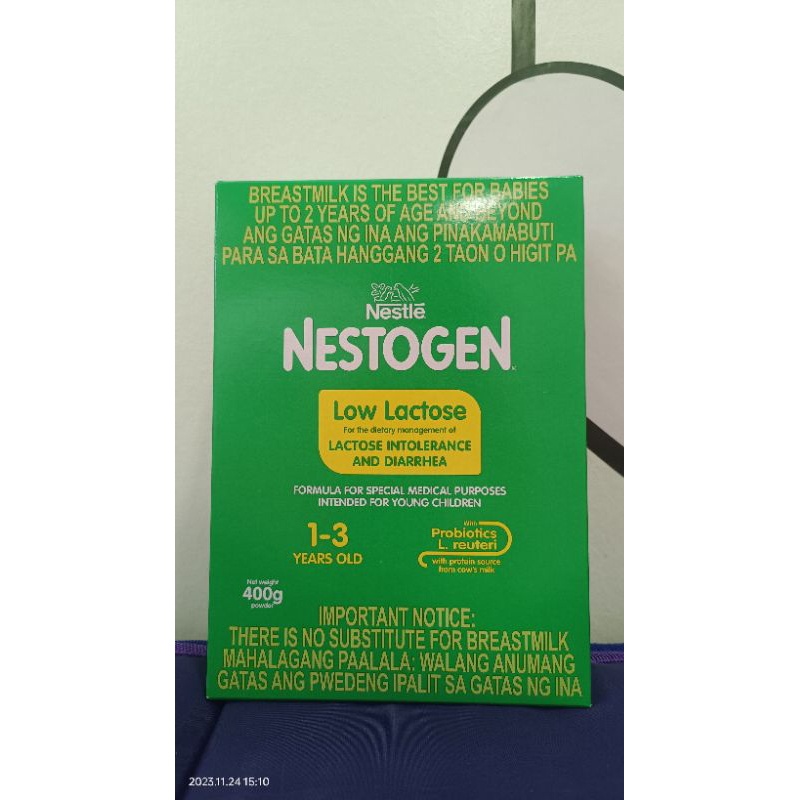 BREASTMILK IS THE BEST FOR BABIES
UP TO 2 YEARS OF AGE AND BEYOND
ANG GATAS NG INA ANG PINAKAMABUTI
PARA SA BATA HANGGANG 2 TAON O HIGIT PA
Nestlé
NESTOGEN
Low Lactose
For the dietary management of
LACTOSE INTOLERANCE
AND DIARRHEA
FORMULA FOR SPECIAL MEDICAL PURPOSES
INTENDED FOR YOUNG CHILDREN
1-3
YEARS OLD
With
Probiotics
L. reuteri
with protein source
from cow's milk
Net weight
400g
powder
IMPORTANT NOTICE:
THERE IS NO SUBSTITUTE FOR BREASTMILK
MAHALAGANG PAALALA: WALANG ANUMANG
GATAS ANG PWEDENG IPALIT SA GATAS NG INA
2023.11.24 15:10